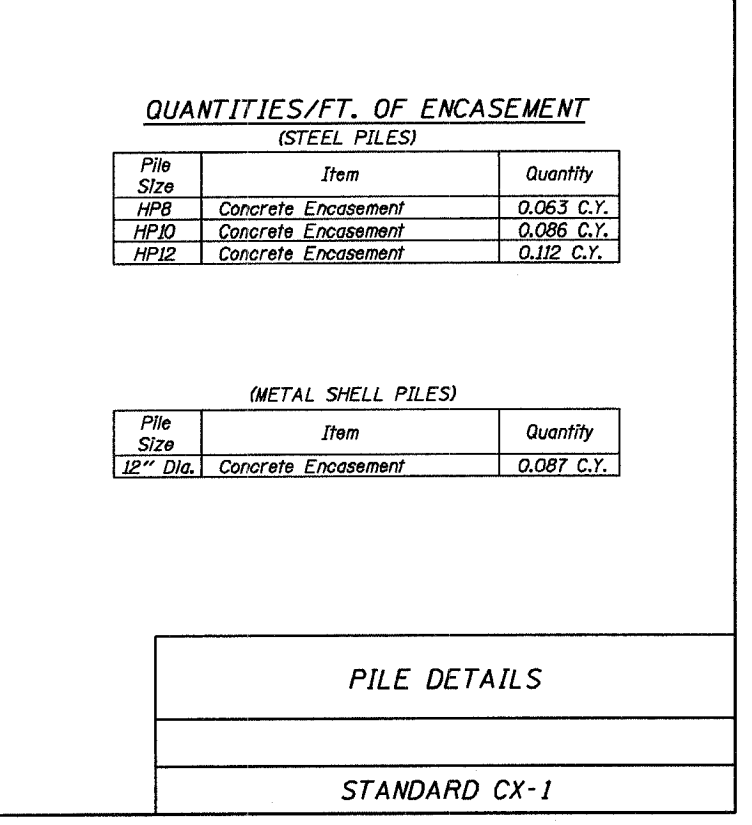 QUANTITIES/FT. OF ENCASEMENT
(STEEL PILES)
Pile Size Item Quantity
HP8 Concrete Encasement 0.063 C.Y.
HP10 Concrete Encasement 0.086 C.Y.
HP12 Concrete Encasement 0.112 C.Y.
(METAL SHELL PILES)
Pile Size Item Quantity
12" Dia. Concrete Encasement 0.087 C.Y.
PILE DETAILS
STANDARD CX-1